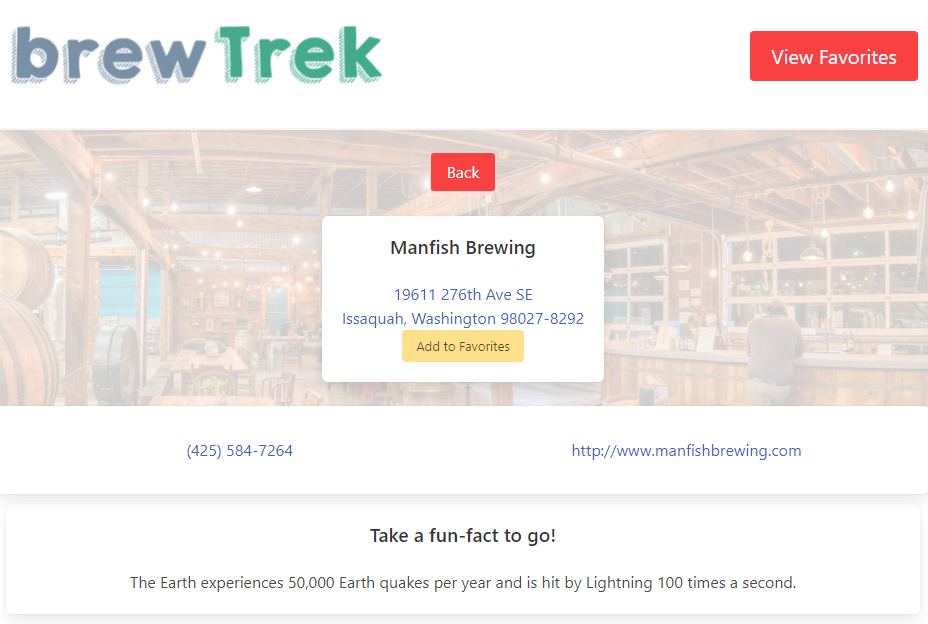 brewTrek
View Favorites
Back
Manfish Brewing
19611 276th Ave SE
Issaquah, Washington 98027-8292
Add to Favorites
(425) 584-7264
http://www.manfishbrewing.com
Take a fun-fact to go!
The Earth experiences 50,000 Earth quakes per year and is hit by Lightning 100 times a second.